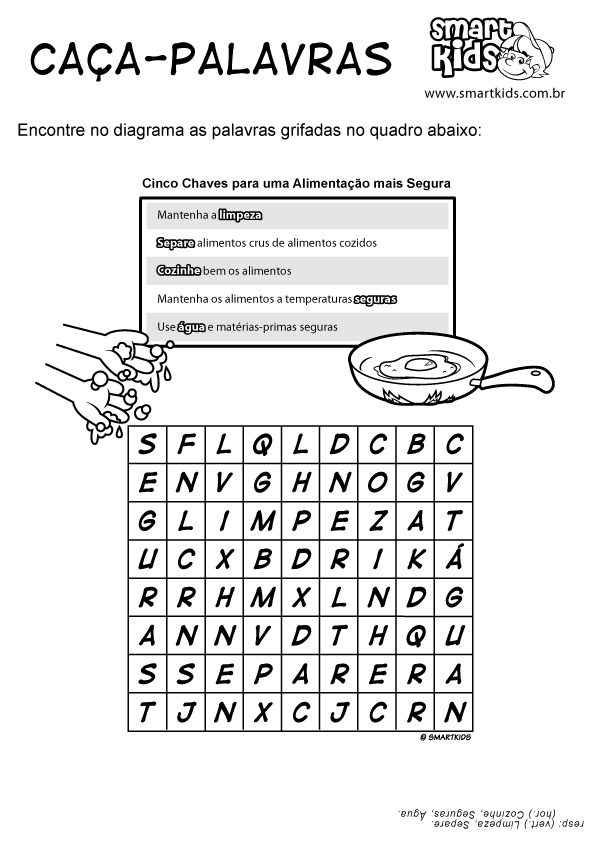 CAÇA-PALAVRAS
smart
Kids
www.smartkids.com.br
Encontre no diagrama as palavras grifadas no quadro abaixo:
Cinco Chaves para uma Alimentação mais Segura
Mantenha a limpeza
Separe alimentos crus de alimentos cozidos
Cozinhe bem os alimentos
Mantenha os alimentos a temperaturas seguras
Use água e matérias-primas seguras
S F L Q L D C B C
E N V G H N O G V
G L I M P E Z A T
U C X B D R I K Á
R R H M X L N D G
A N N V D T H Q U
S S E P A R E R A
T J N X C J C R N
© SMARTKIDS
resp: (vert.) Limpeza, Separe.
(hor.) Cozinhe, Seguras, Água.